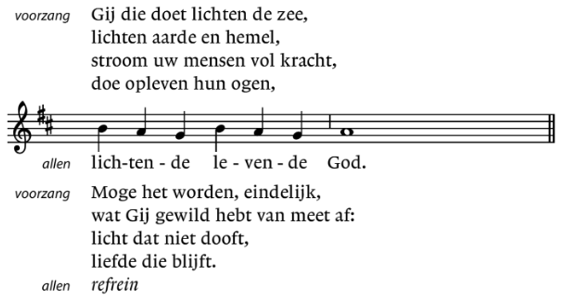 voorzang Gij die doet lichten de zee,
lichten aarde en hemel,
stroom uw mensen vol kracht,
doe opleven hun ogen,
allen lich-ten - de le - ven - de God.
voorzang Moge het worden, eindelijk,
wat Gij gewild hebt van meet af:
licht dat niet dooft,
liefde die blijft.
allen refrein